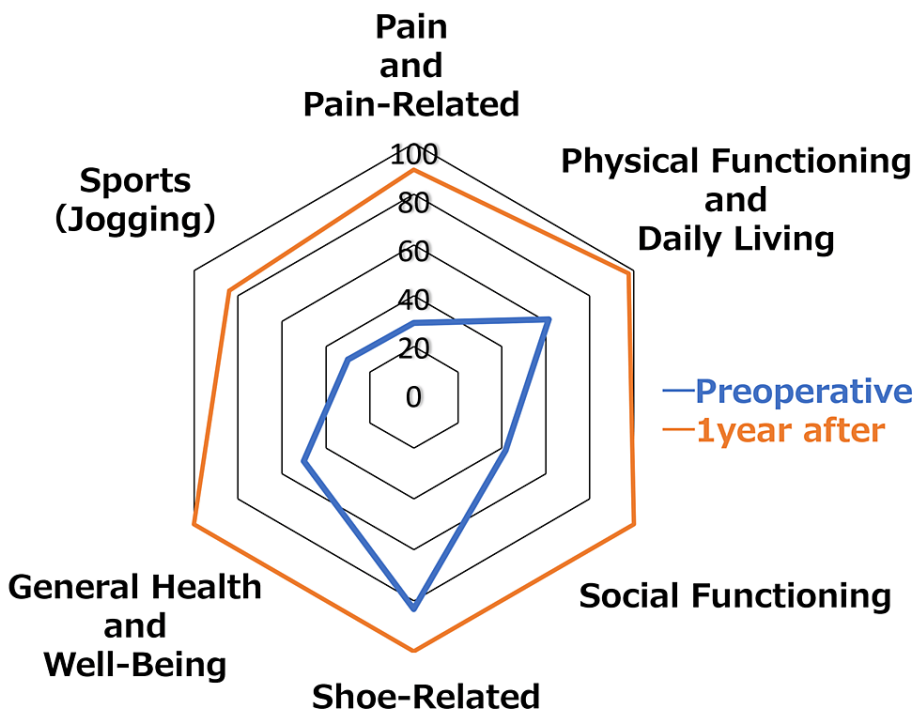 Pain
and
Pain-Related
Sports
(Jogging)
Physical Functioning
and
Daily Living
100
80
60
40
20
0
Preoperative
1year after
General Health
and
Well-Being
Social Functioning
Shoe-Related